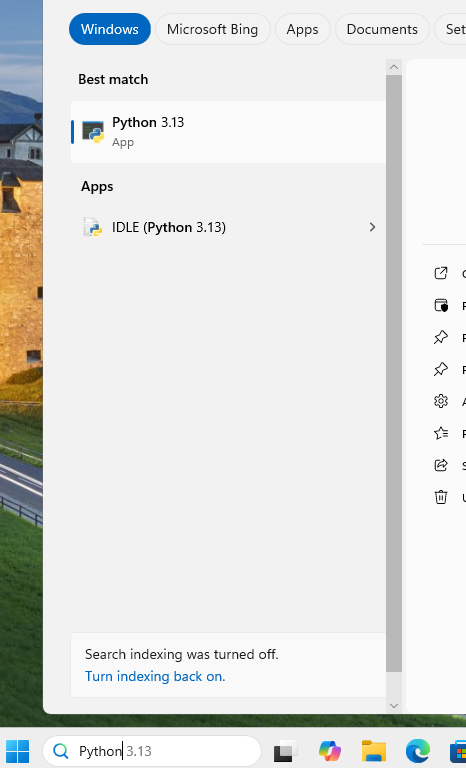 Windows
Microsoft Bing
Apps
Documents
Best match
Python 3.13
App
Apps
IDLE (Python 3.13)
Search indexing was turned off.
Turn indexing back on.
Python 3.13